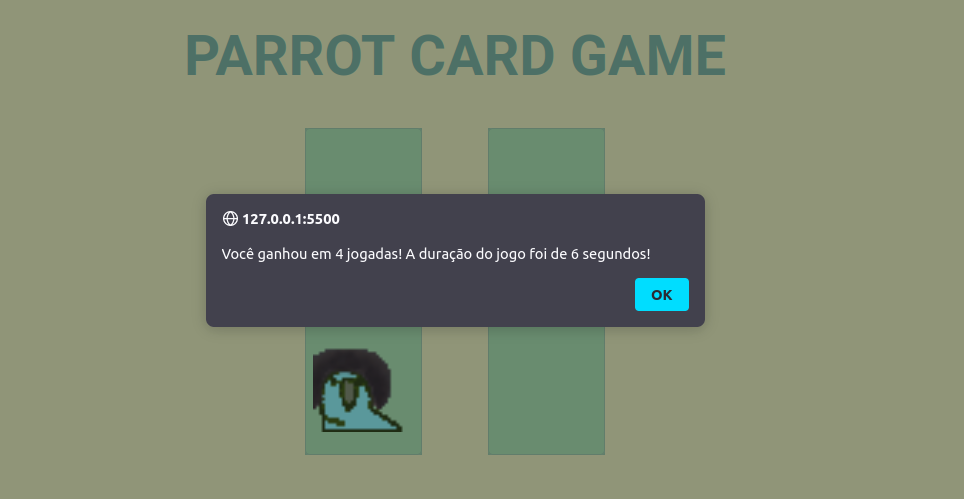 PARROT CARD GAME
127.0.0.1:5500
Você ganhou em 4 jogadas! A duração do jogo foi de 6 segundos!
OK